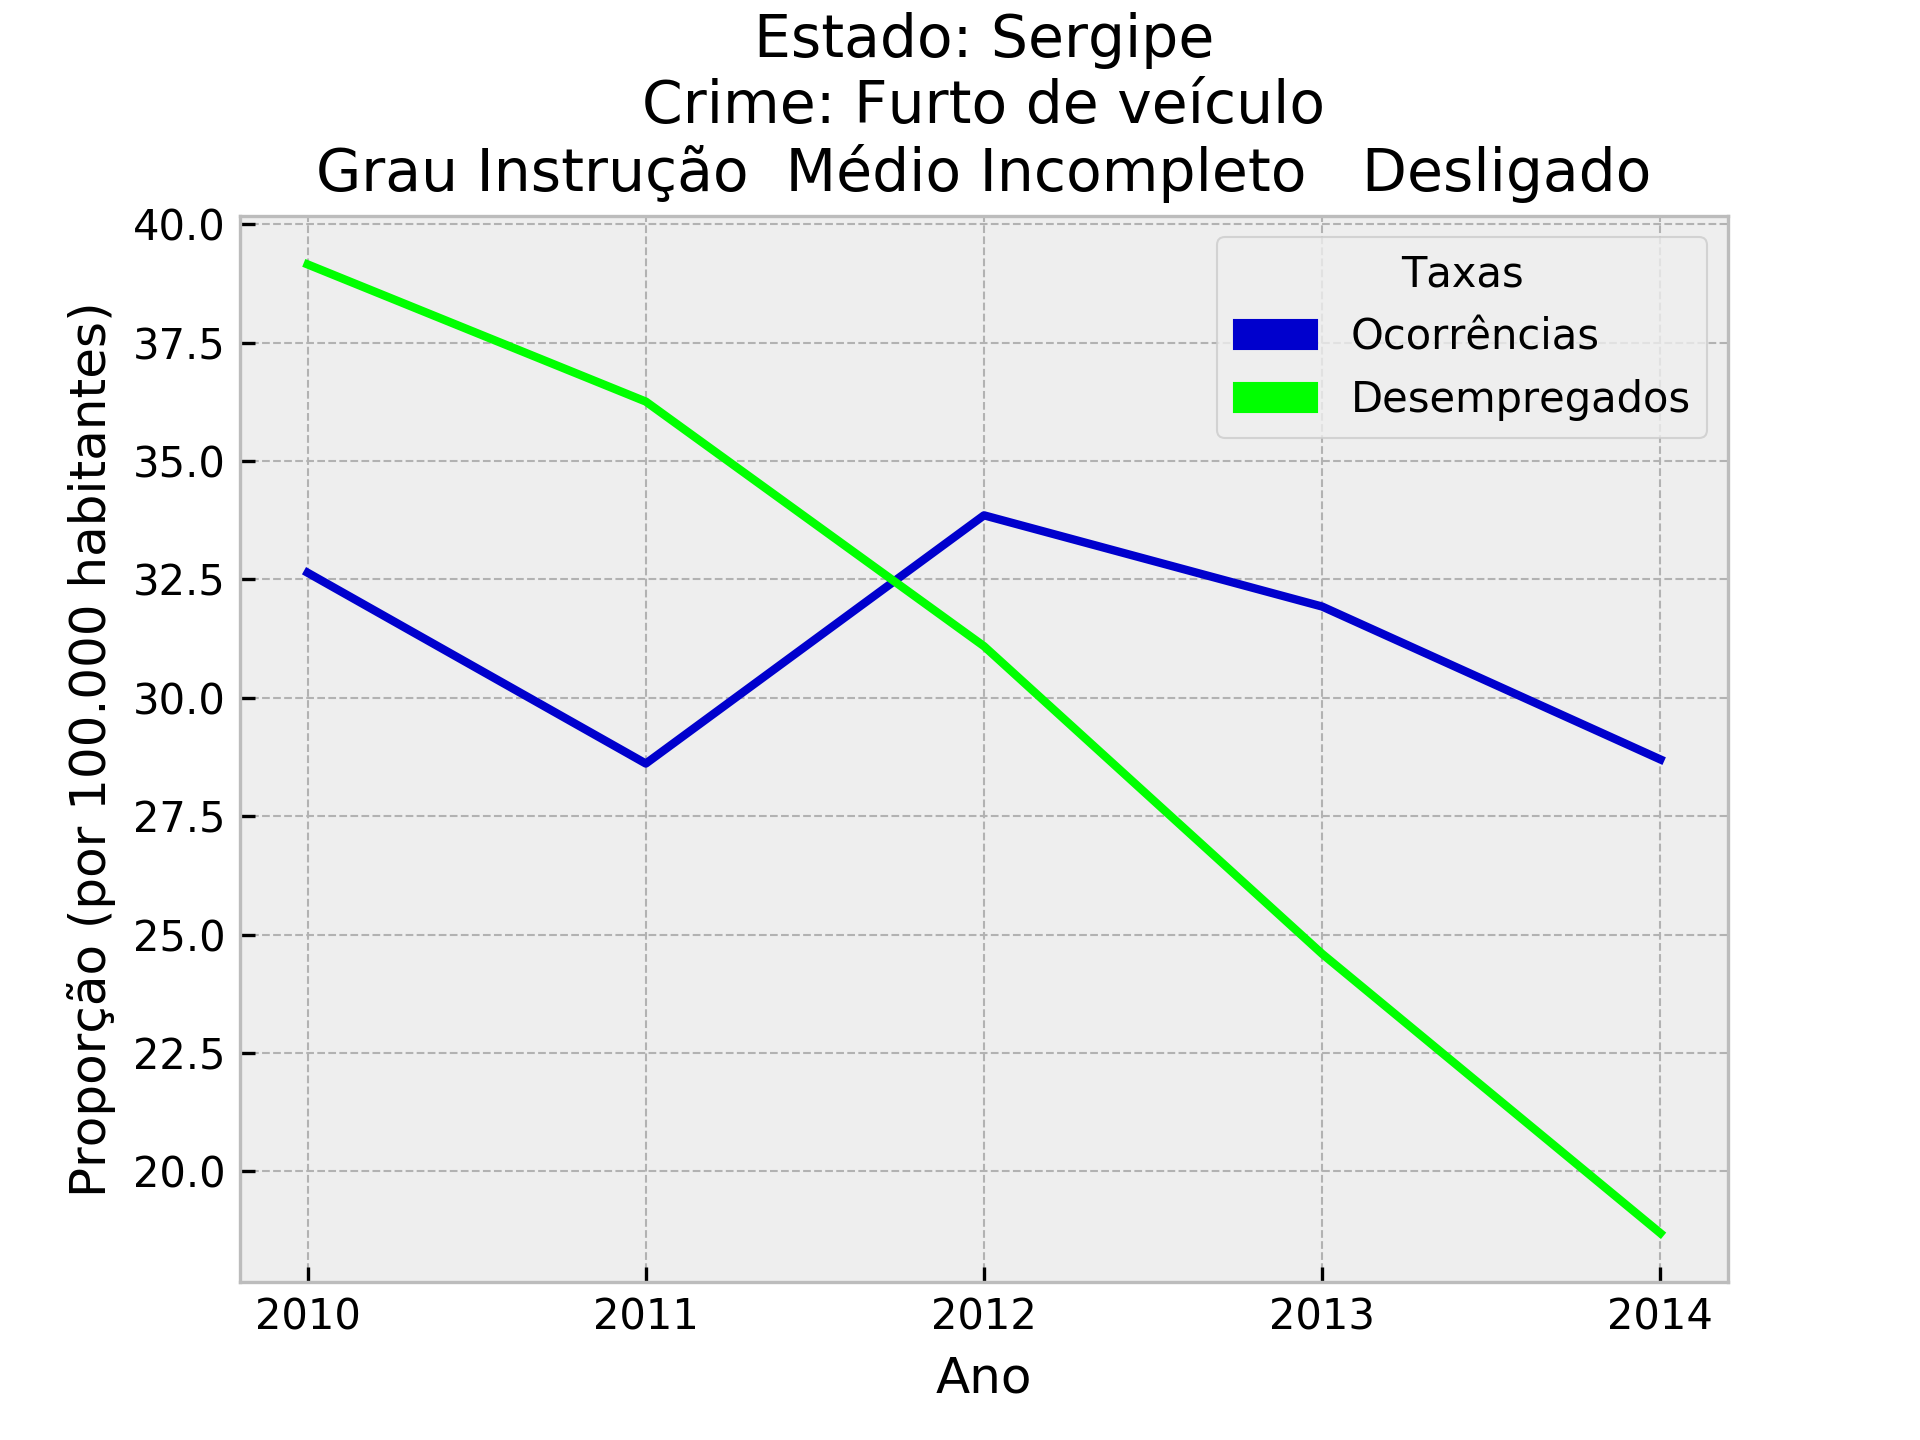 Estado: Sergipe
Crime: Furto de veículo
Grau Instrução  Médio Incompleto   Desligado
Taxas
Ocorrências
Desempregados
Proporção (por 100.000 habitantes)
40.0
37.5
35.0
32.5
30.0
27.5
25.0
22.5
20.0
2010 2011 2012 2013 2014
Ano